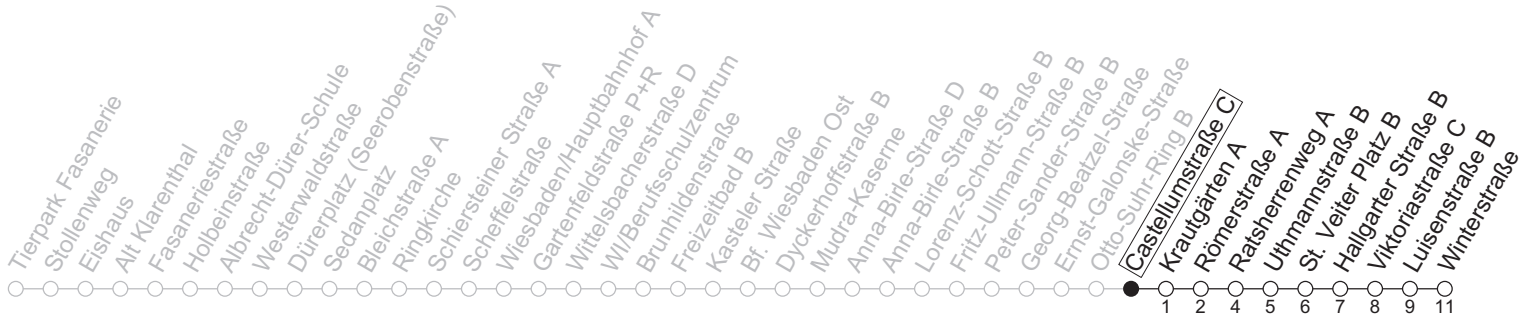 Tierpark Fasanerie
Stollenweg
Eishaus
Alt Klarenthal
Fasaneriestraße
Holbeinstraße
Albrecht-Dürer-Schule
Westerwaldstraße
Dürerplatz (Seerobenstraße)
Sedanplatz
Bleichstraße A
Ringkirche
Schiersteiner Straße A
Scheffelstraße
Wiesbaden/Hauptbahnhof A
Gartenfeldstraße P+R
Wittelsbacherstraße D
WI/Berufsschulzentrum
Brunhildenstraße
Freizeitbad B
Kasteler Straße
Bf. Wiesbaden Ost
Dyckerhoffstraße B
Mudra-Kaserne
Anna-Birle-Straße D
Anna-Birle-Straße B
Lorenz-Schott-Straße B
Fritz-Ullmann-Straße B
Peter-Sander-Straße B
Georg-Beatzel-Straße
Ernst-Galonske-Straße
Otto-Suhr-Ring B
Castellumstraße C
Krautgärten A
Römerstraße A
Ratsherrenweg A
Uthmannstraße B
St. Veiter Platz B
Hallgarter Straße B
Viktoriastraße C
Luisenstraße B
Winterstraße
1 2 4 5 6 7 8 9 11